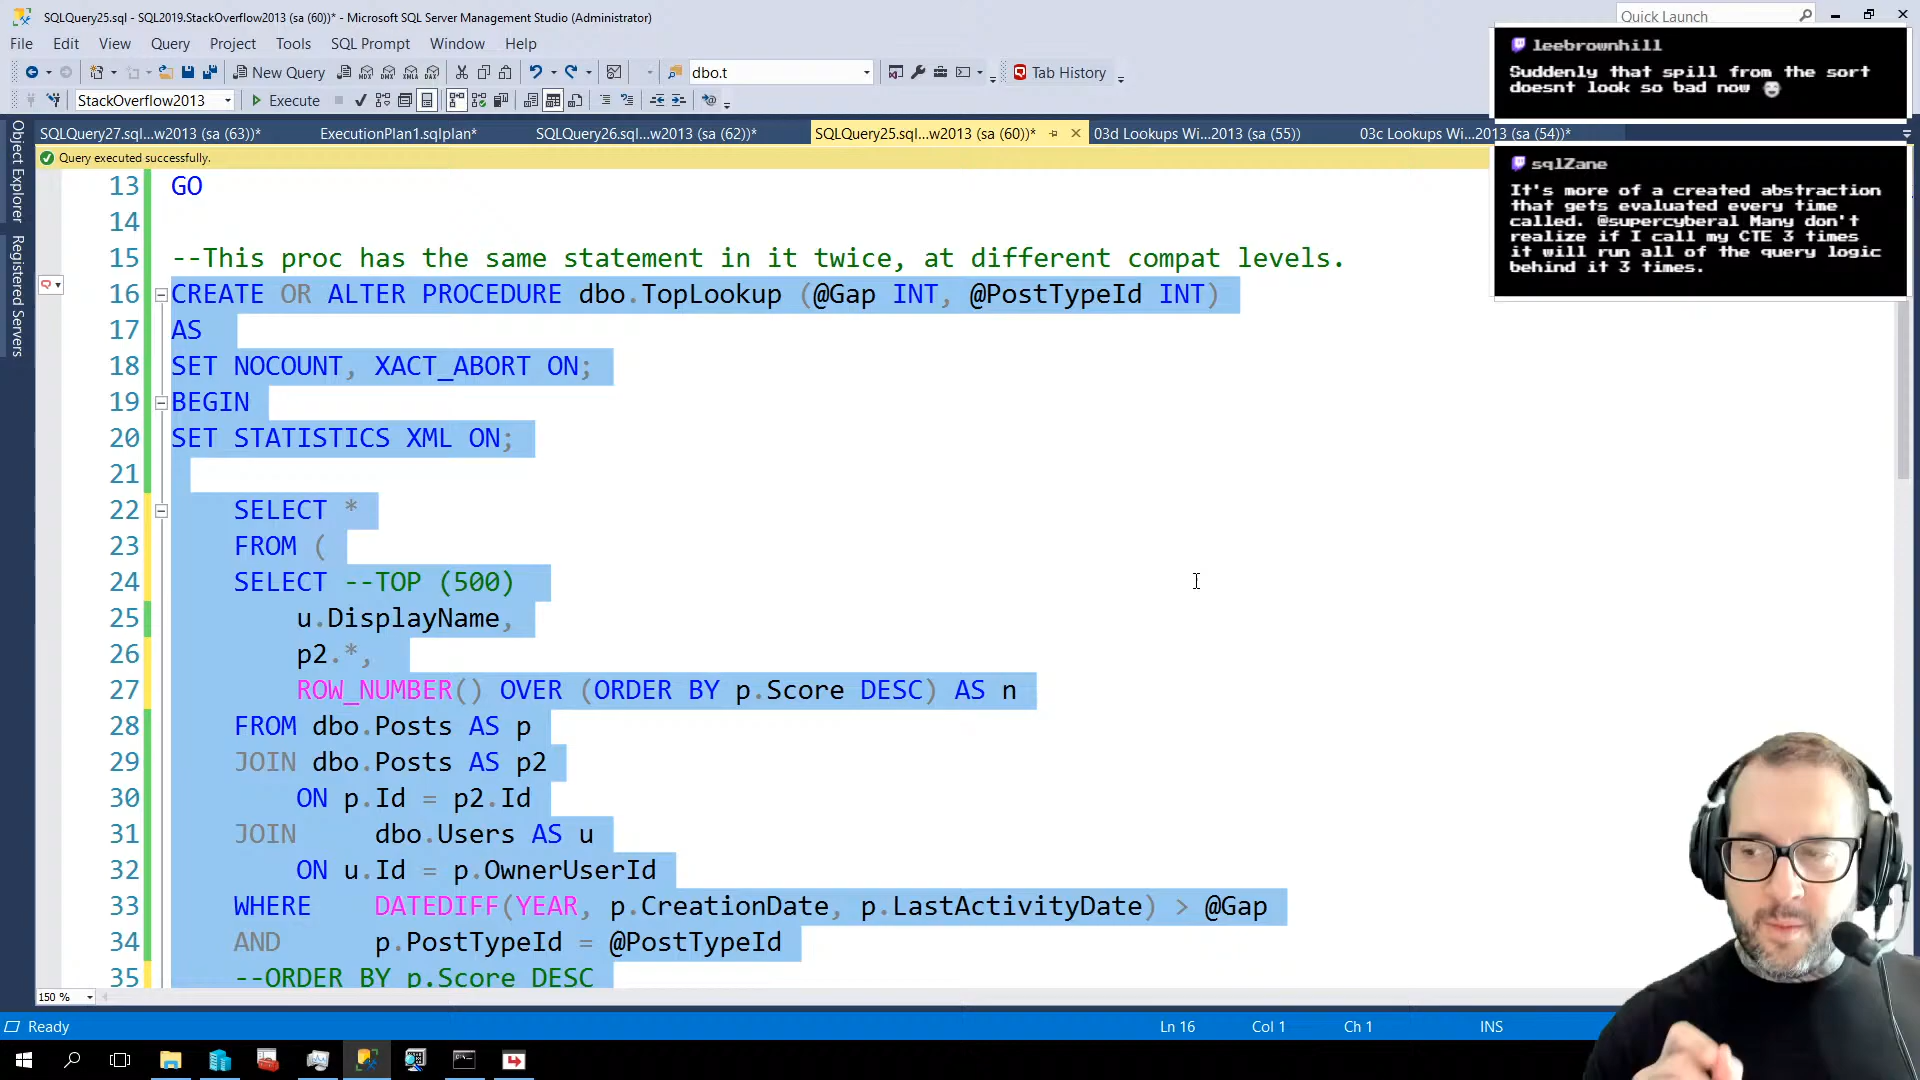 SQLQuery25.sql - SQL2019.StackOverflow2013 (sa (60))* - Microsoft SQL Server Management Studio (Administrator)
Quick Launch
File Edit View Query Project Tools SQL Prompt Window Help
New Query
dbo.t
Tab History
StackOverflow2013
Execute
SQLQuery27.sql...w2013 (sa (63))*
ExecutionPlan1.sqlplan*
SQLQuery26.sql...w2013 (sa (62))*
SQLQuery25.sql...w2013 (sa (60))*
03d Lookups Wi...2013 (sa (55))
03c Lookups Wi...2013 (sa (54))*
Query executed successfully.
Object Explorer
Registered Servers
leebrownhill
Suddenly that spill from the sort
doesnt look so bad now
sqlZane
It's more of a created abstraction
that gets evaluated every time
called. @supercyberal Many don't
realize if I call my CTE 3 times
it will run all of the query logic
behind it 3 times.
13 GO
14
15 --This proc has the same statement in it twice, at different compat levels.
16 CREATE OR ALTER PROCEDURE dbo.TopLookup (@Gap INT, @PostTypeId INT)
17 AS
18 SET NOCOUNT, XACT_ABORT ON;
19 BEGIN
20 SET STATISTICS XML ON;
21
22 SELECT *
23 FROM (
24 SELECT --TOP (500)
25 u.DisplayName,
26 p2.*,
27 ROW_NUMBER() OVER (ORDER BY p.Score DESC) AS n
28 FROM dbo.Posts AS p
29 JOIN dbo.Posts AS p2
30 ON p.Id = p2.Id
31 JOIN dbo.Users AS u
32 ON u.Id = p.OwnerUserId
33 WHERE DATEDIFF(YEAR, p.CreationDate, p.LastActivityDate) > @Gap
34 AND p.PostTypeId = @PostTypeId
35 --ORDER BY p.Score DESC
150 %
Ready
Ln 16
Col 1
Ch 1
INS